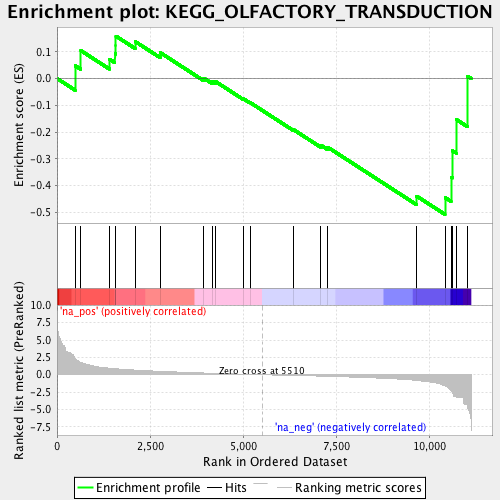 Enrichment plot: KEGG_OLFACTORY_TRANSDUCTION
Enrichment score (ES)
0.1
0.0
-0.1
-0.2
-0.3
-0.4
-0.5
Ranked list metric (PreRanked)
10.0
7.5
5.0
2.5
0.0
-2.5
-5.0
-7.5
'na_pos' (positively correlated)
Zero cross at 5510
'na_neg' (negatively correlated)
0 2,500 5,000 7,500 10,000
Rank in Ordered Dataset
Enrichment profile Hits Ranking metric scores